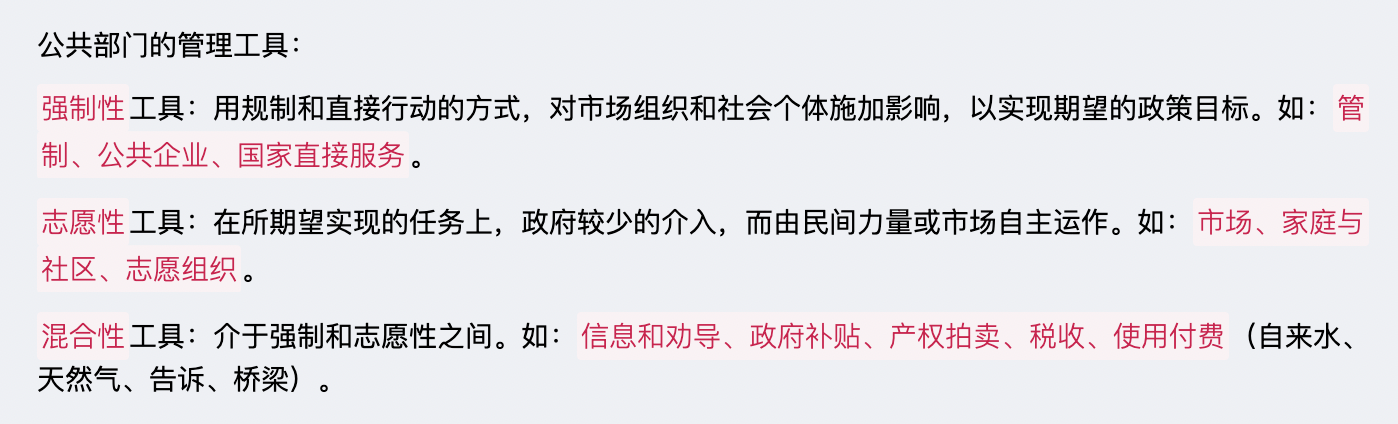 公共部门的管理工具：
强制性工具：用规制和直接行动的方式，对市场组织和社会个体施加影响，以实现期望的政策目标。如：管
制、公共企业、国家直接服务。
志愿性工具：在所期望实现的任务上，政府较少的介入，而由民间力量或市场自主运作。如：市场、家庭与
社区、志愿组织。
混合性工具：介于强制和志愿性之间。如：信息和劝导、政府补贴、产权拍卖、税收、使用付费（自来水、
天然气、告诉、桥梁）。